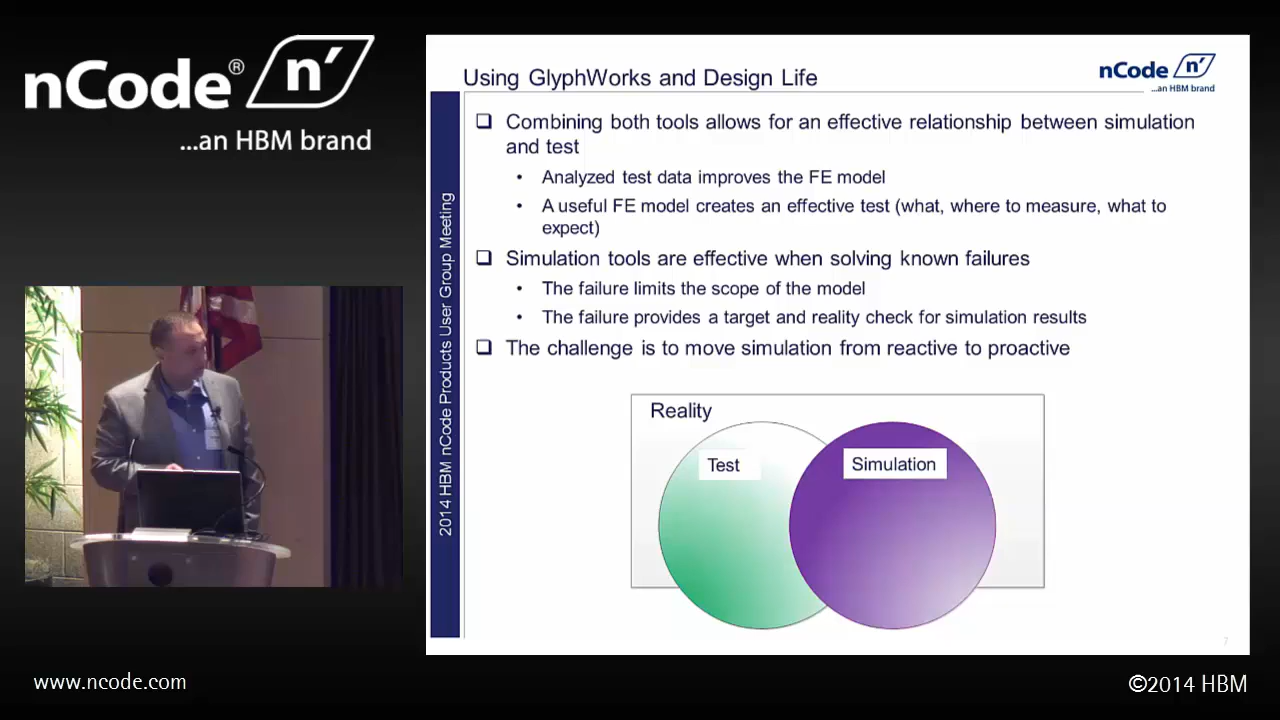 nCode® n'
...an HBM brand
Using GlyphWorks and Design Life
nCode n'
...an HBM brand
2014 HBM nCode Products User Group Meeting
❑ Combining both tools allows for an effective relationship between simulation
and test
• Analyzed test data improves the FE model
• A useful FE model creates an effective test (what, where to measure, what to
expect)
❑ Simulation tools are effective when solving known failures
• The failure limits the scope of the model
• The failure provides a target and reality check for simulation results
❑ The challenge is to move simulation from reactive to proactive
Reality
Test
Simulation
7
www.ncode.com
©2014 HBM